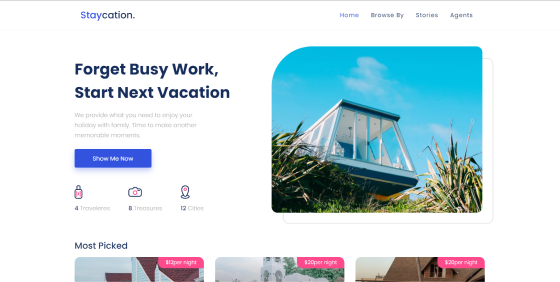 Staycation.
Home Browse By Stories Agents
Forget Busy Work,
Start Next Vacation
We provide what you need to enjoy your
holiday with family. Time to make another
memorable moments.
Show Me Now
4 Travelleres 8 Treasures 12 Cities
Most Picked
$12per night $20per night $20per night